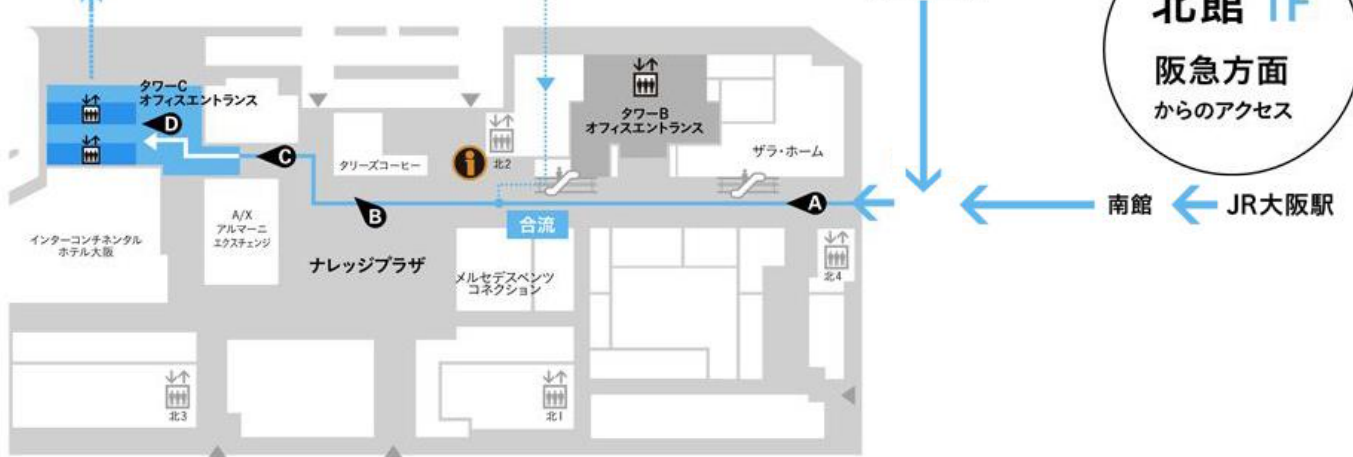 北館 1F
阪急方面
からのアクセス
タワーC
オフィスエントランス
D
C
タリーズコーヒー
i
北2
タワーB
オフィスエントランス
ザラ・ホーム
A
B
合流
南館
JR大阪駅
インターコンチネンタル
ホテル大阪
A/X
アルマーニ
エクスチェンジ
ナレッジプラザ
メルセデスベンツ
コネクション
北4
北3
北1